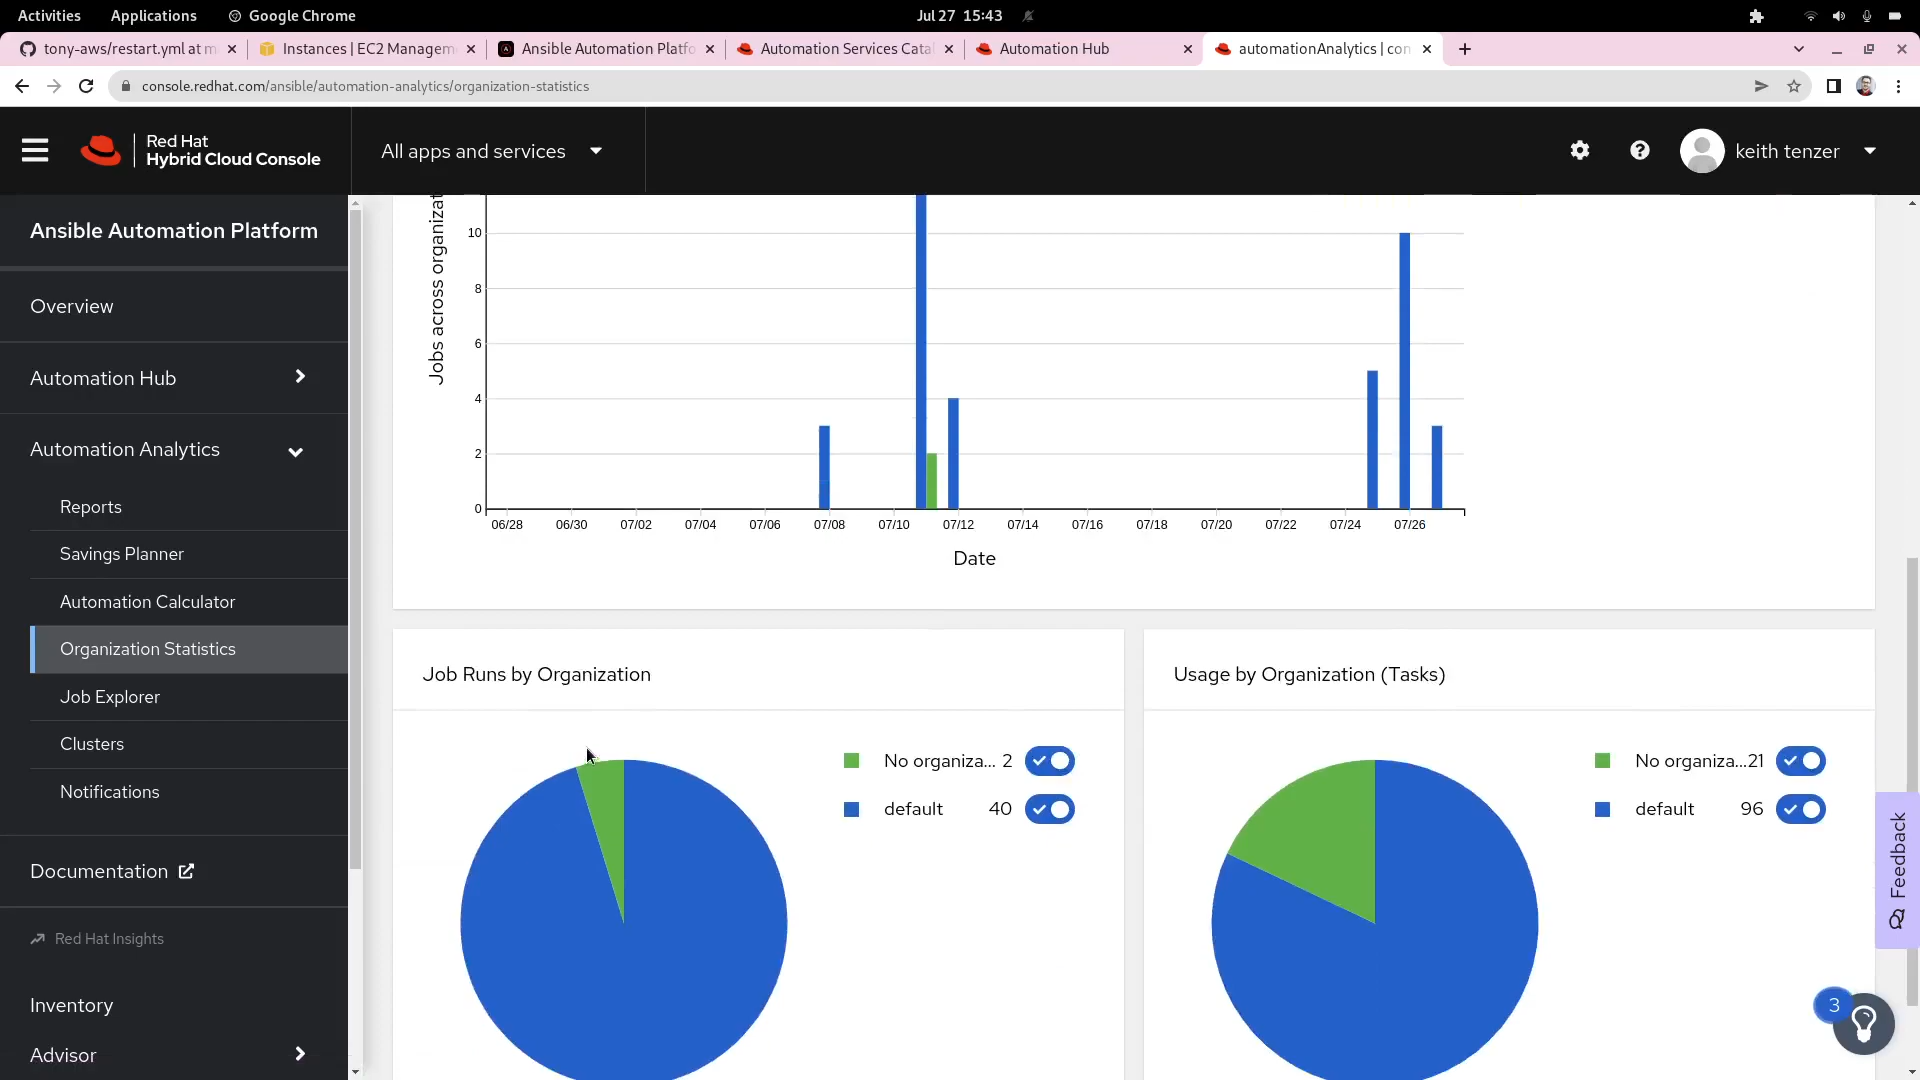 Activities
Applications
Google Chrome
Jul 27 15:43
tony-aws/restart.yml at m
Instances | EC2 Managem
Ansible Automation Platfo
Automation Services Cata
Automation Hub
automationAnalytics | con
console.redhat.com/ansible/automation-analytics/organization-statistics
Red Hat
Hybrid Cloud Console
All apps and services
keith tenzer
Ansible Automation Platform
Overview
Automation Hub
Automation Analytics
Reports
Savings Planner
Automation Calculator
Organization Statistics
Job Explorer
Clusters
Notifications
Documentation
Red Hat Insights
Inventory
Advisor
Jobs across organizat
10
8
6
4
2
0
06/28 06/30 07/02 07/04 07/06 07/08 07/10 07/12 07/14 07/16 07/18 07/20 07/22 07/24 07/26
Date
Job Runs by Organization
No organiza... 2
default 40
Usage by Organization (Tasks)
No organiza...21
default 96
Feedback
3